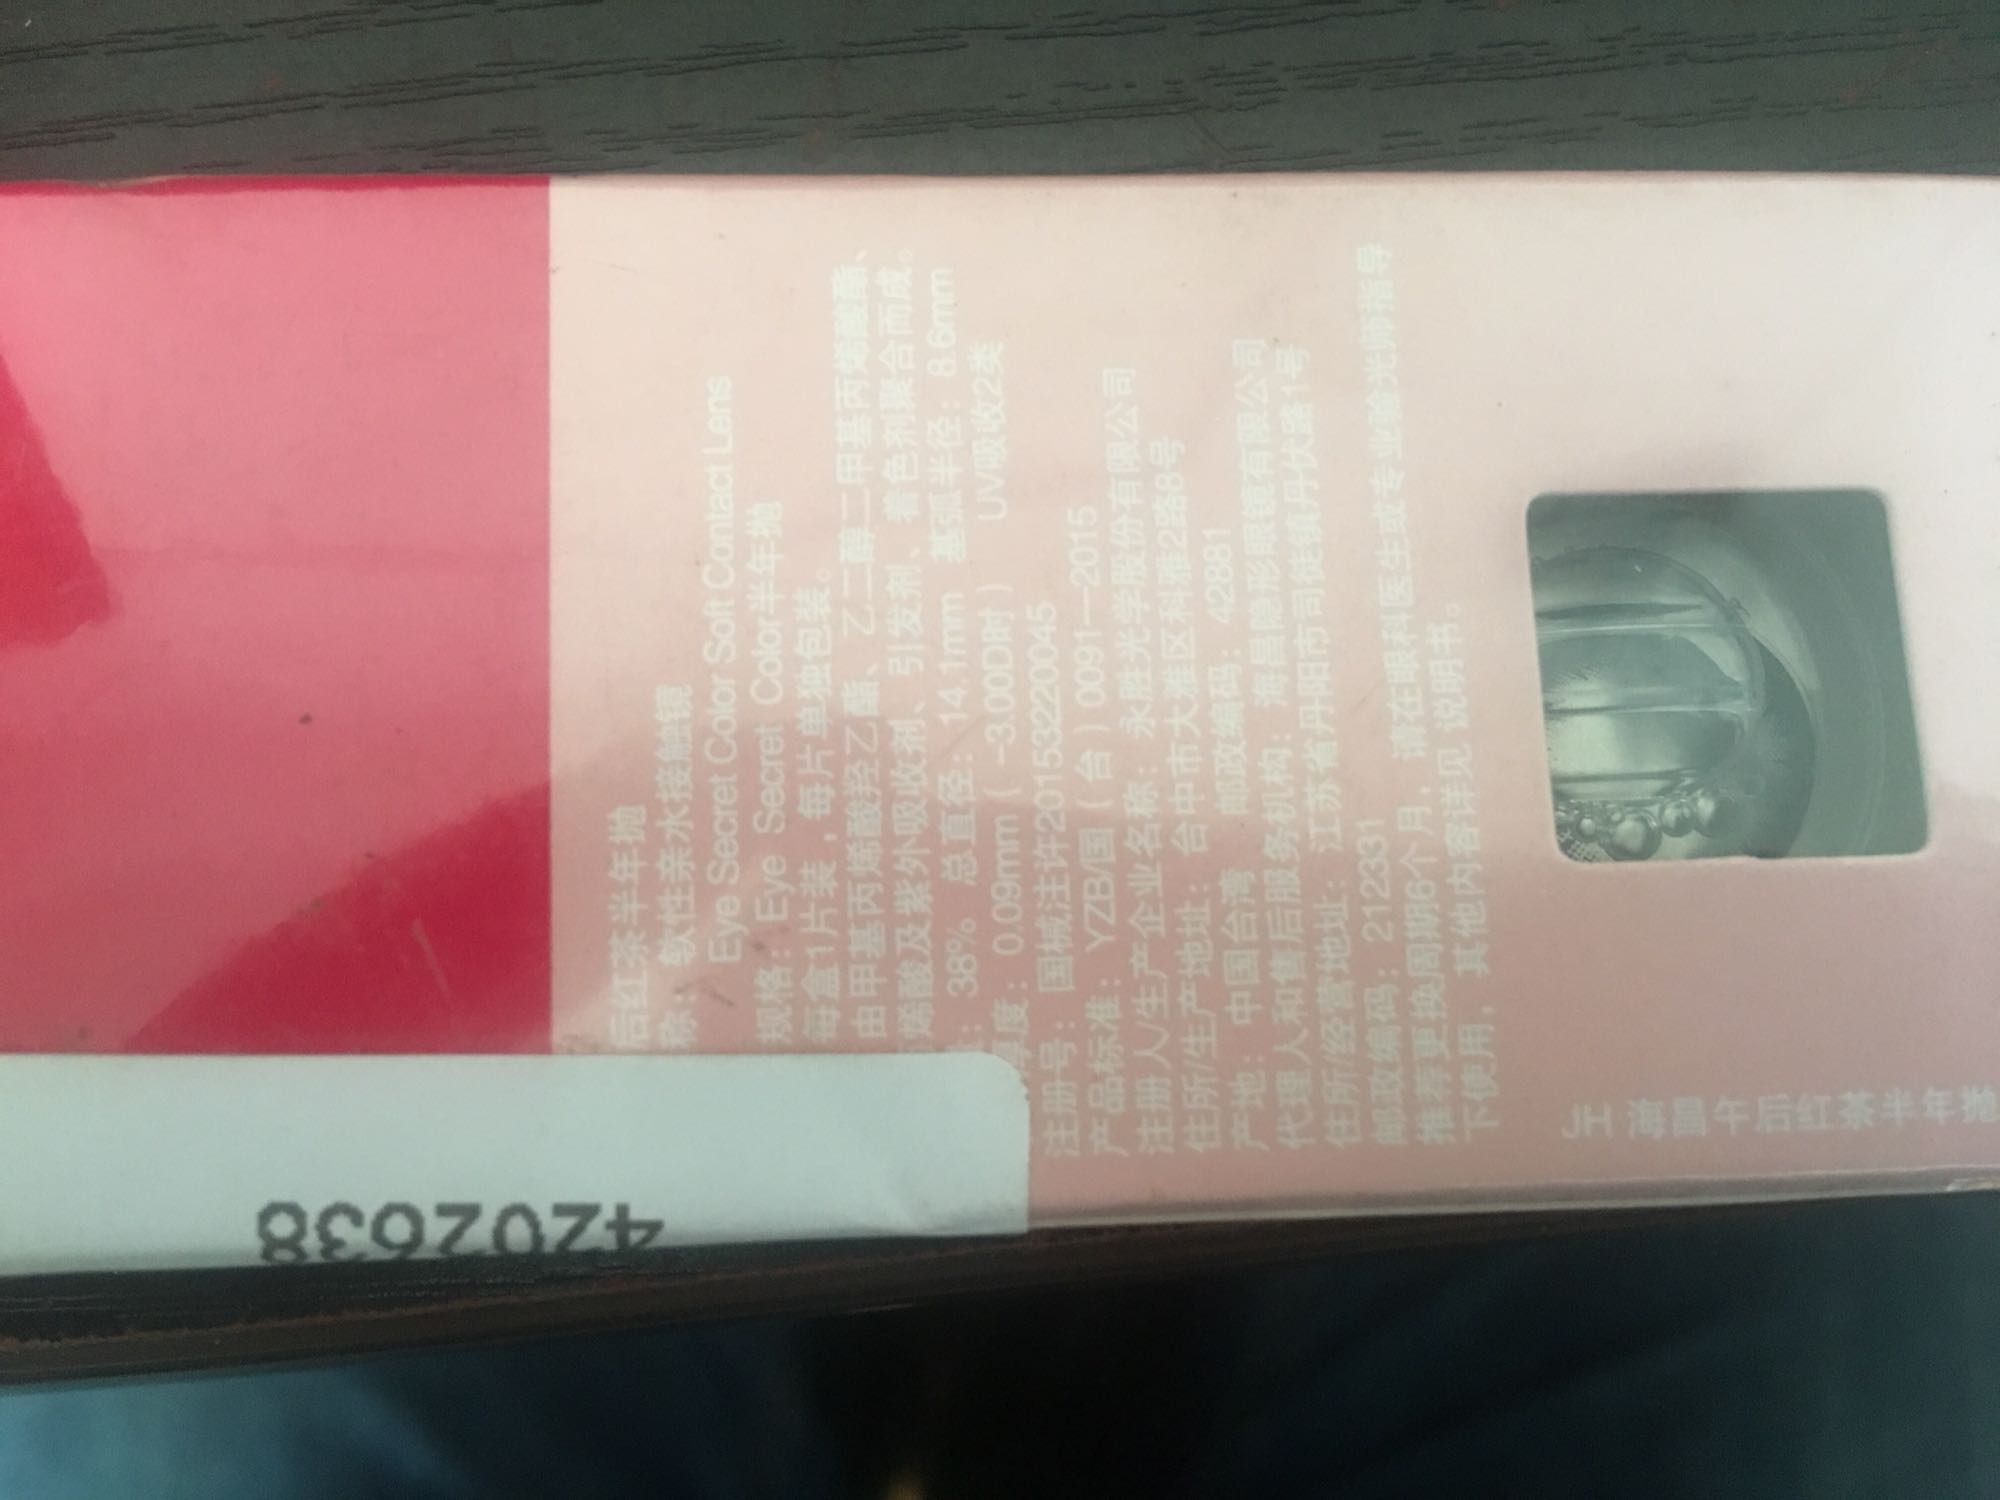 后红茶半年抛
称：软性亲水接触镜
Eye Secret Color Soft Contact Lens
规格：Eye Secret Color半年抛
每盒1片装，每片单独包装。
由甲基丙烯酸羟乙酯、乙二醇二甲基丙烯酸酯、
烯酸及紫外吸收剂、引发剂、着色剂聚合而成。
：38% 总直径：14.1mm 基弧半径：8.6mm
厚度：0.09mm（-3.00D时） UV吸收2类
注册号：国械注许20153220045
产品标准：YZB/国（台）0091—2015
注册人/生产企业名称：永胜光学股份有限公司
住所/生产地址：台中市大雅区科雅2路8号
产地：中国台湾 邮政编码：42881
代理人和售后服务机构：海昌隐形眼镜有限公司
住所/经营地址：江苏省丹阳市司徒镇丹伏路1号
邮政编码：212331
推荐更换周期6个月，请在眼科医生或专业验光师指导
下使用，其他内容详见 说明书。
海昌午后红茶半年抛
4202638